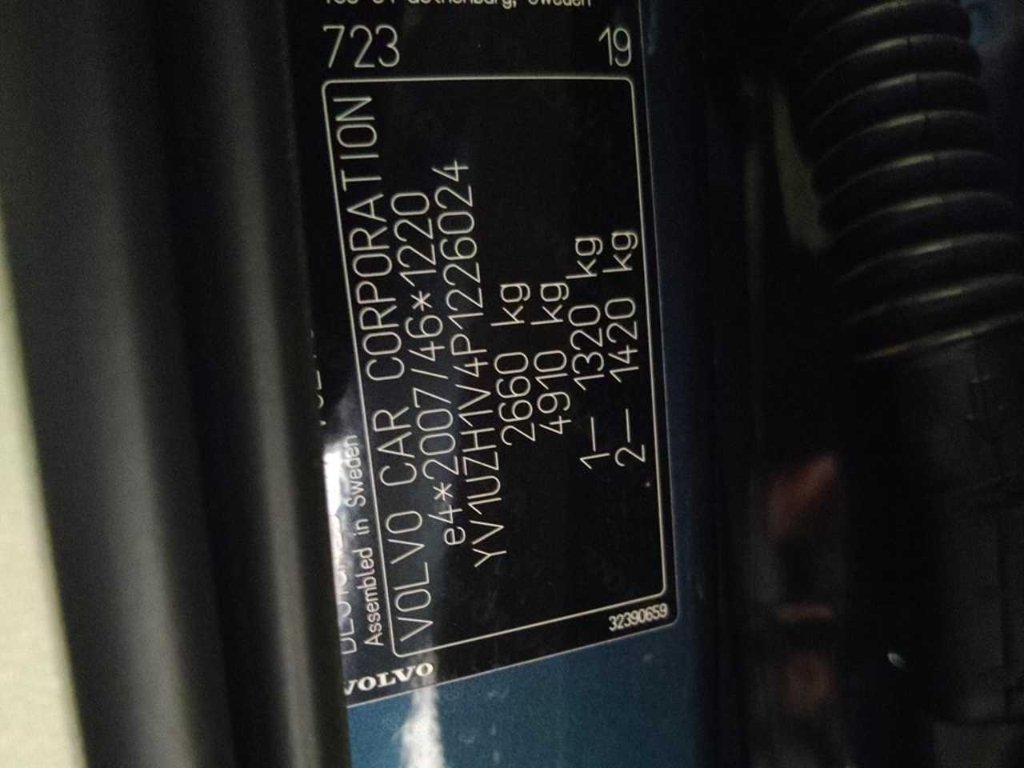 VOLVO
Assembled in Sweden
VOLVO CAR CORPORATION
e4*2007/46*1220
YV1UZH1V4P1226024
2660 kg
4910 kg
1– 1320 kg
2– 1420 kg
32390659
723
19